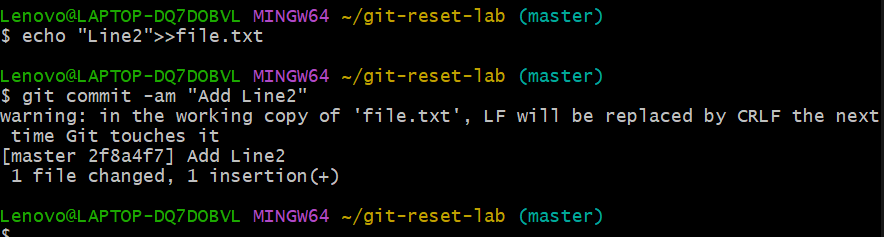 Lenovo@LAPTOP-DQ7DOBVL MINGW64 ~/git-reset-lab (master)
$ echo "Line2">>file.txt
Lenovo@LAPTOP-DQ7DOBVL MINGW64 ~/git-reset-lab (master)
$ git commit -am "Add Line2"
warning: in the working copy of 'file.txt', LF will be replaced by CRLF the next
 time Git touches it
[master 2f8a4f7] Add Line2
 1 file changed, 1 insertion(+)
Lenovo@LAPTOP-DQ7DOBVL MINGW64 ~/git-reset-lab (master)
$